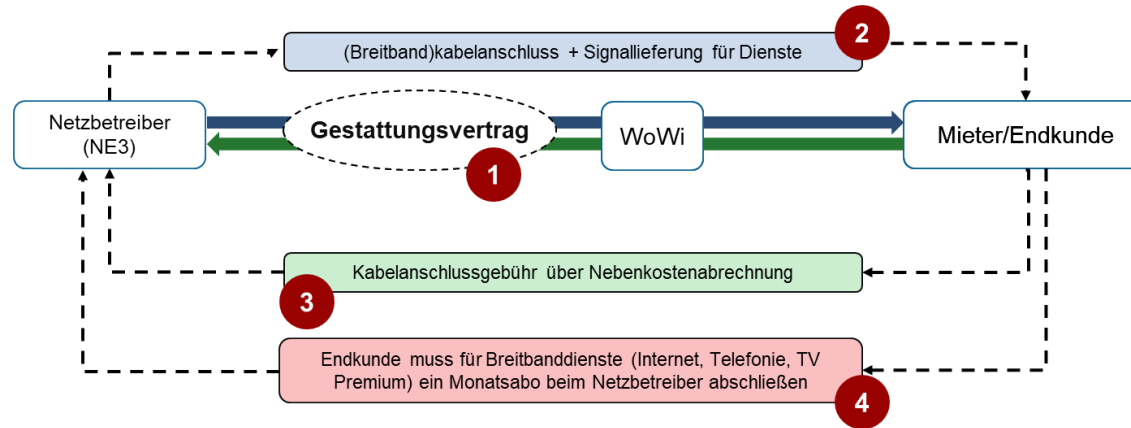 (Breitband)kabelanschluss + Signallieferung für Dienste
2
Netzbetreiber
(NE3)
Gestattungsvertrag
1
WoWi
Mieter/Endkunde
Kabelanschlussgebühr über Nebenkostenabrechnung
3
Endkunde muss für Breitbanddienste (Internet, Telefonie, TV
Premium) ein Monatsabo beim Netzbetreiber abschließen
4